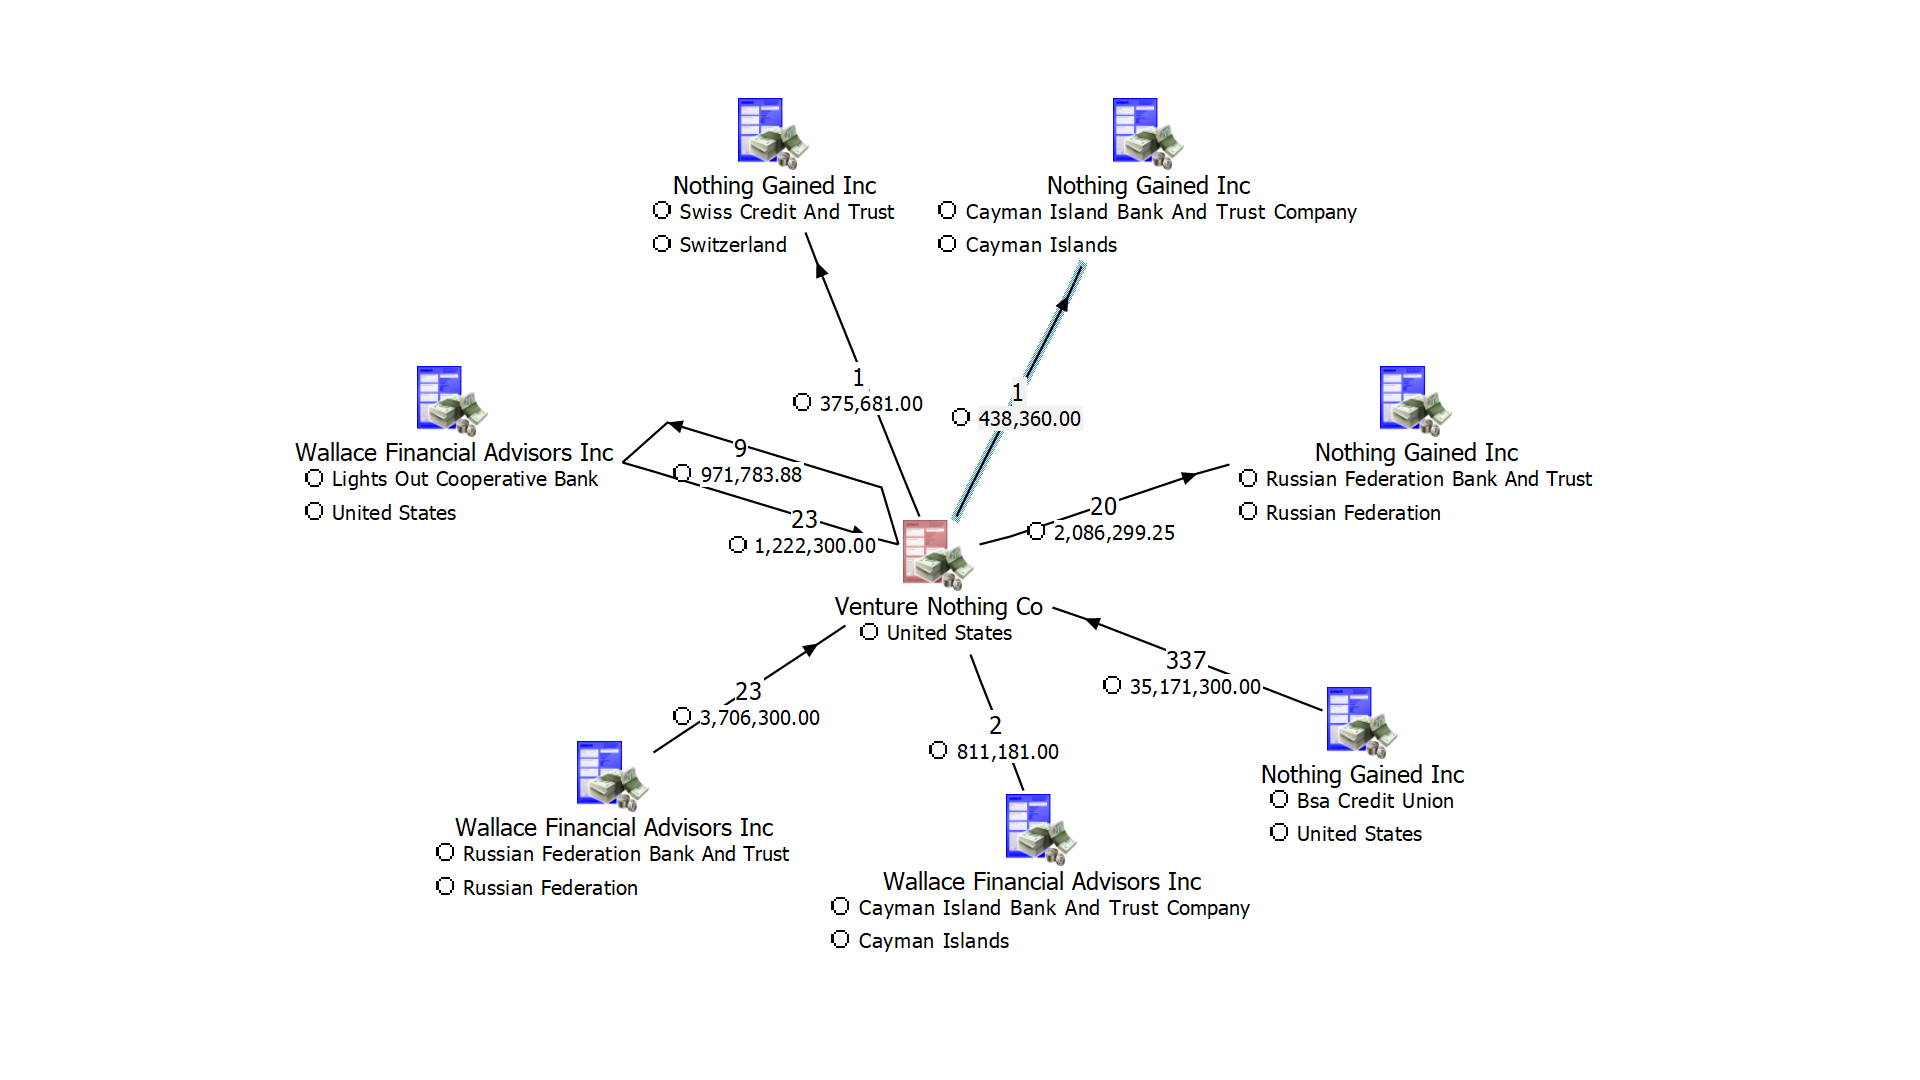 Nothing Gained Inc
Swiss Credit And Trust
Switzerland
Nothing Gained Inc
Cayman Island Bank And Trust Company
Cayman Islands
1
375,681.00
1
438,360.00
Wallace Financial Advisors Inc
Lights Out Cooperative Bank
United States
9
971,783.88
23
1,222,300.00
Nothing Gained Inc
Russian Federation Bank And Trust
Russian Federation
20
2,086,299.25
Venture Nothing Co
United States
23
3,706,300.00
2
811,181.00
337
35,171,300.00
Nothing Gained Inc
Bsa Credit Union
United States
Wallace Financial Advisors Inc
Russian Federation Bank And Trust
Russian Federation
Wallace Financial Advisors Inc
Cayman Island Bank And Trust Company
Cayman Islands